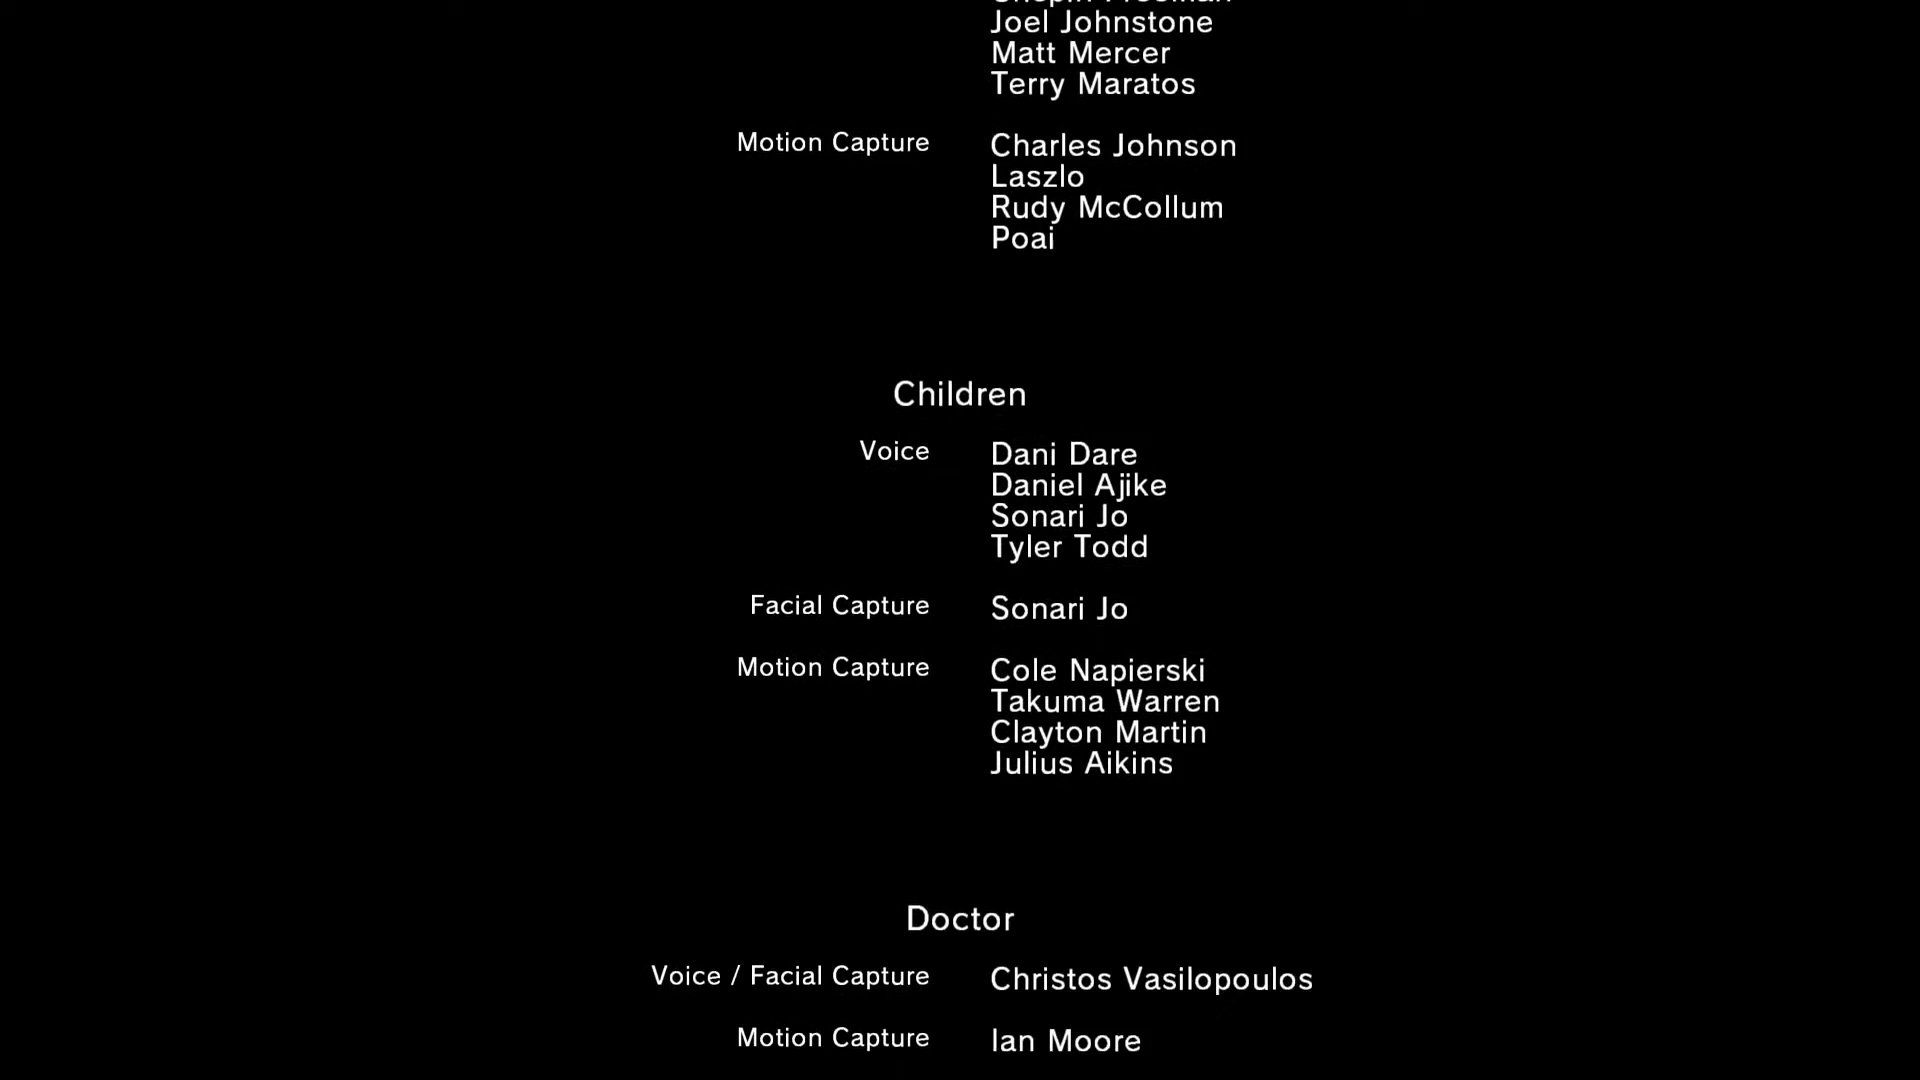 Joel Johnstone
Matt Mercer
Terry Maratos
Motion Capture Charles Johnson
Laszlo
Rudy McCollum
Poai
Children
Voice Dani Dare
Daniel Ajike
Sonari Jo
Tyler Todd
Facial Capture Sonari Jo
Motion Capture Cole Napierski
Takuma Warren
Clayton Martin
Julius Aikins
Doctor
Voice / Facial Capture Christos Vasilopoulos
Motion Capture Ian Moore